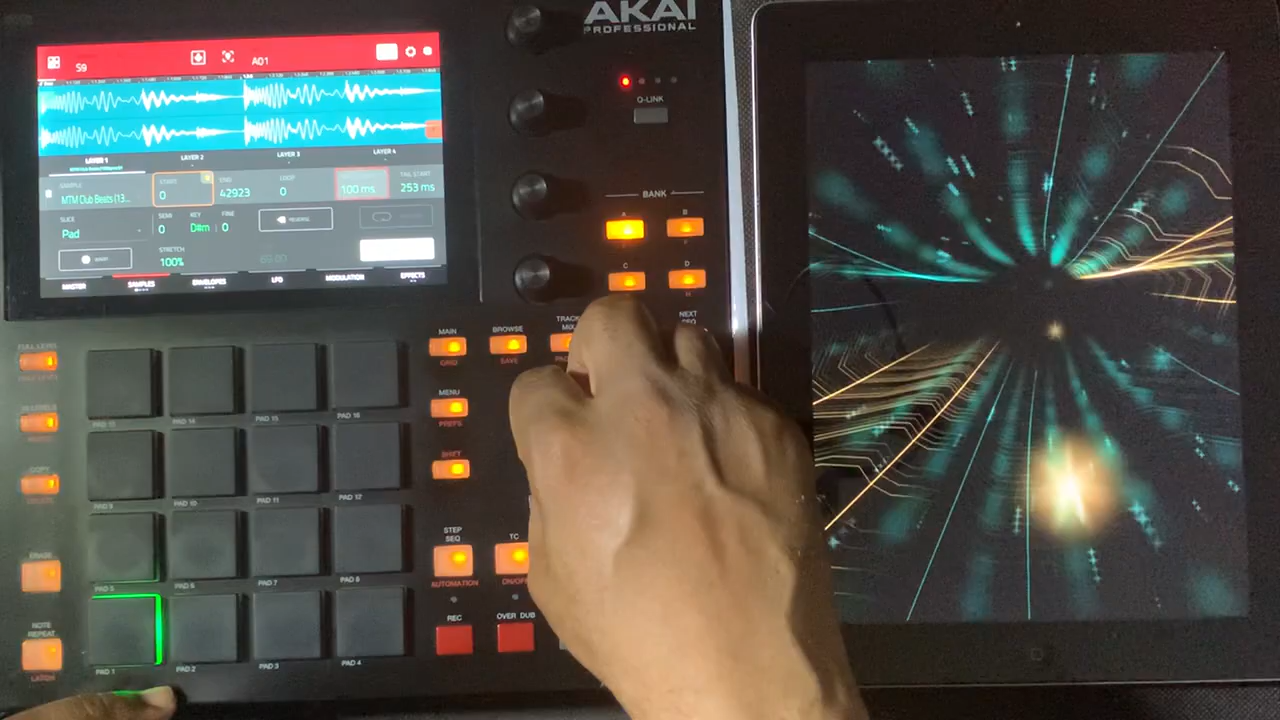 S9
A01
LAYER 1
LAYER 2
LAYER 3
LAYER 4
SAMPLE
MTM Dub Beats (13...
START
0
END
42923
LOOP
0
100 ms
TAIL START
253 ms
SLICE
Pad
SEMI
0
KEY
D#m
FINE
0
REVERSE
STRETCH
100%
69.00
MASTER
SAMPLES
ENVELOPES
LFO
MODULATION
EFFECTS
AKAI
PROFESSIONAL
Q-LINK
BANK
A
B
C
D
MAIN
GRID
BROWSE
SAVE
TRACK
MIX
NEXT
SEQ
MENU
PREFS
SHIFT
STEP
SEQ
AUTOMATION
TC
ON/OFF
REC
OVER DUB
FULL LEVEL
COPY
ERASE
NOTE
REPEAT
LATCH
PAD 13
PAD 14
PAD 15
PAD 16
PAD 9
PAD 10
PAD 11
PAD 12
PAD 5
PAD 6
PAD 7
PAD 8
PAD 1
PAD 2
PAD 3
PAD 4